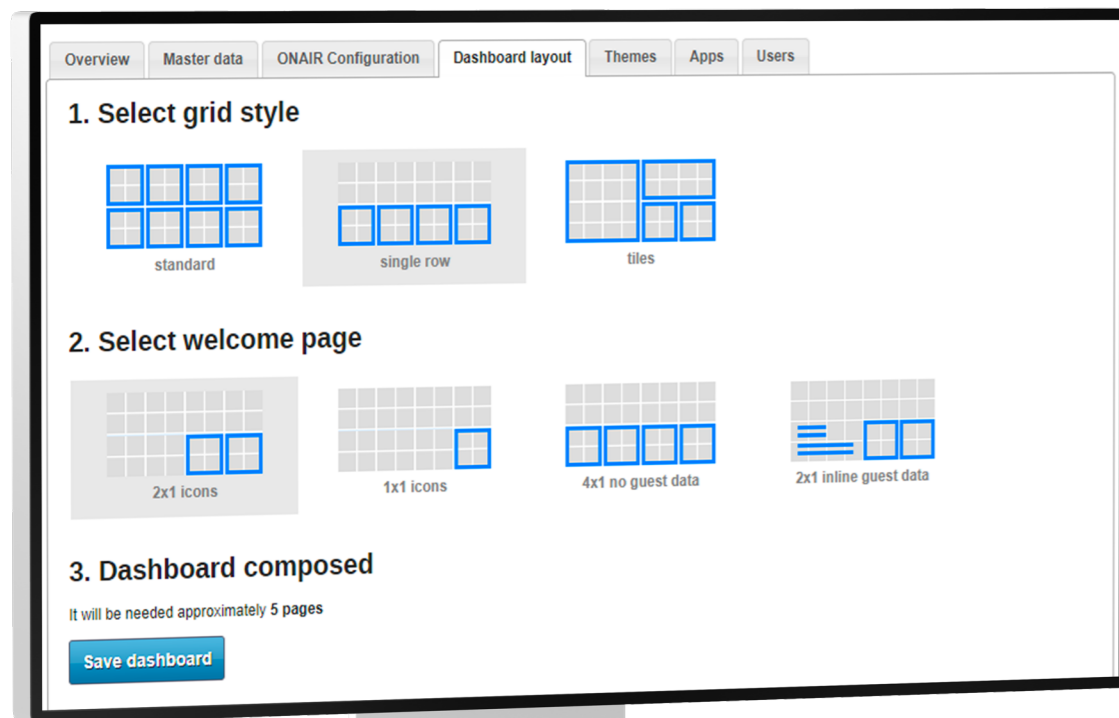 Overview Master data ONAIR Configuration Dashboard layout Themes Apps Users
1. Select grid style
standard single row tiles
2. Select welcome page
2x1 icons 1x1 icons 4x1 no guest data 2x1 inline guest data
3. Dashboard composed
It will be needed approximately 5 pages
Save dashboard